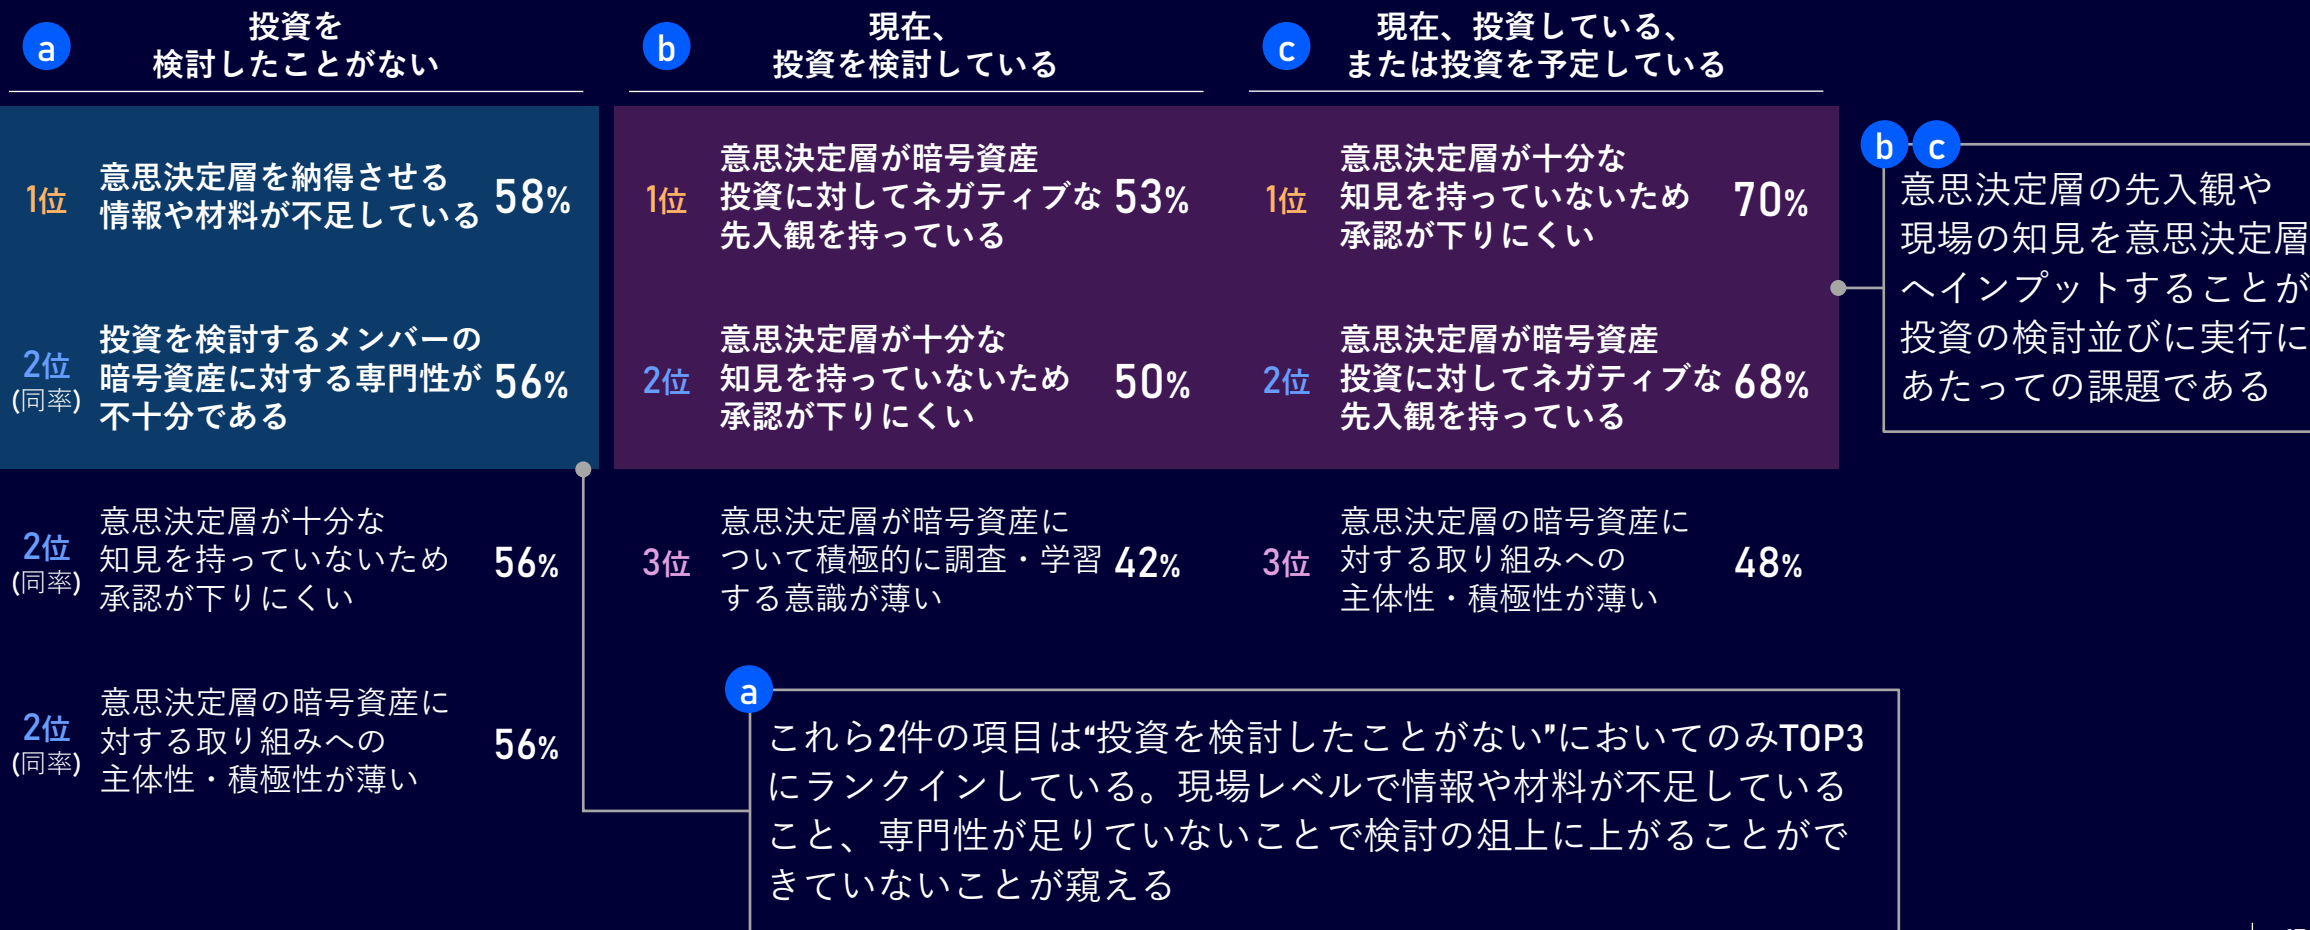 a
投資を
検討したことがない
1位
意思決定層を納得させる
情報や材料が不足している
58%
2位
(同率)
投資を検討するメンバーの
暗号資産に対する専門性が
不十分である
56%
2位
(同率)
意思決定層が十分な
知見を持っていないため
承認が下りにくい
56%
2位
(同率)
意思決定層の暗号資産に
対する取り組みへの
主体性・積極性が薄い
56%
b
現在、
投資を検討している
1位
意思決定層が暗号資産
投資に対してネガティブな
先入観を持っている
53%
2位
意思決定層が十分な
知見を持っていないため
承認が下りにくい
50%
3位
意思決定層が暗号資産に
ついて積極的に調査・学習
する意識が薄い
42%
c
現在、投資している、
または投資を予定している
1位
意思決定層が十分な
知見を持っていないため
承認が下りにくい
70%
2位
意思決定層が暗号資産
投資に対してネガティブな
先入観を持っている
68%
3位
意思決定層の暗号資産に
対する取り組みへの
主体性・積極性が薄い
48%
b c
意思決定層の先入観や
現場の知見を意思決定層
へインプットすることが
投資の検討並びに実行に
あたっての課題である
a
これら2件の項目は“投資を検討したことがない”においてのみTOP3
にランクインしている。現場レベルで情報や材料が不足している
こと、専門性が足りていないことで検討の俎上に上がることがで
きていないことが窺える